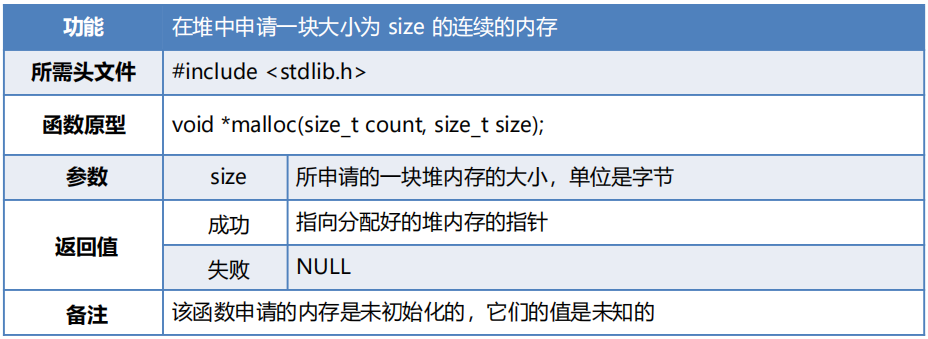 功能 在堆中申请一块大小为 size 的连续的内存
所需头文件 #include <stdlib.h>
函数原型 void *malloc(size_t count, size_t size);
参数 size 所申请的一块堆内存的大小，单位是字节
返回值 成功 指向分配好的堆内存的指针
失败 NULL
备注 该函数申请的内存是未初始化的，它们的值是未知的